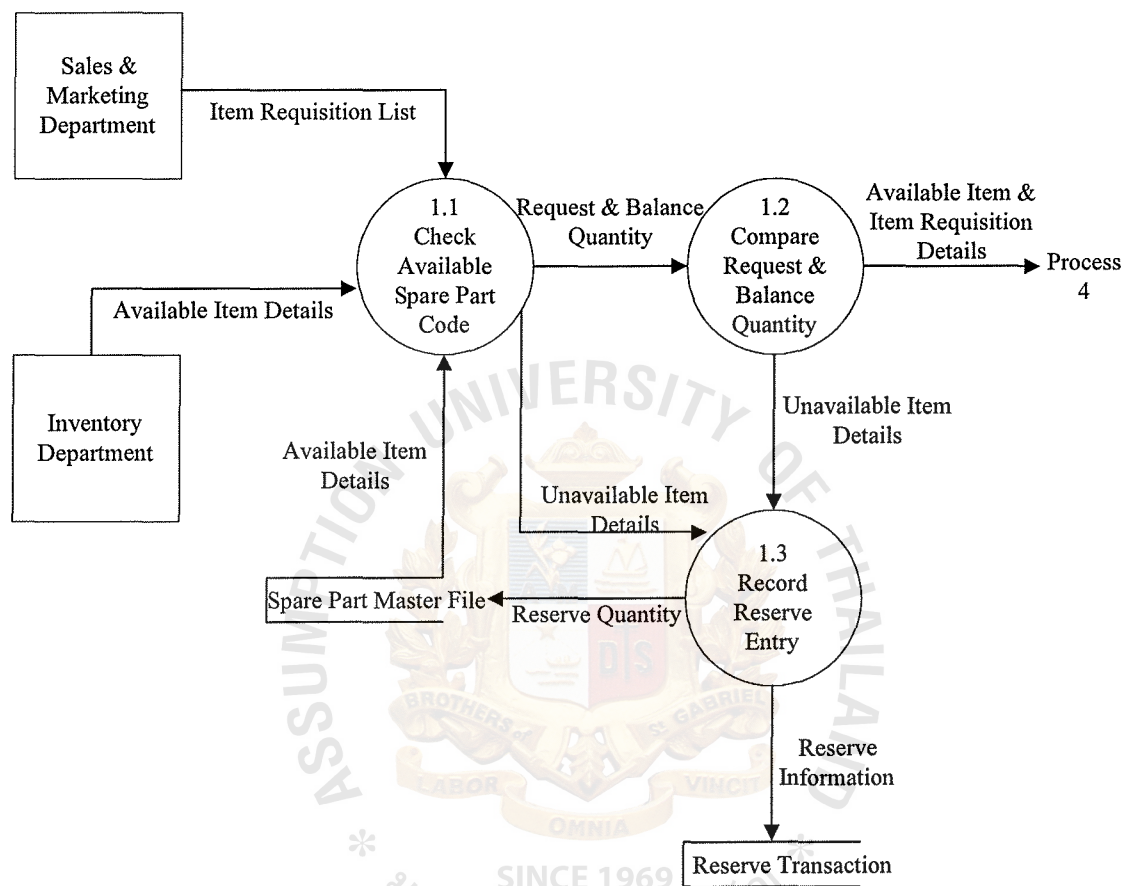 Sales &
Marketing
Department
Item Requisition List
1.1
Check
Available
Spare Part
Code
Request & Balance
Quantity
1.2
Compare
Request &
Balance
Quantity
Available Item &
Item Requisition
Details
Process
4
Available Item Details
Inventory
Department
Available Item
Details
Unavailable Item
Details
Unavailable Item
Details
1.3
Record
Reserve
Entry
Spare Part Master File
Reserve Quantity
Reserve
Information
Reserve Transaction
ASSUMPTION UNIVERSITY OF THAILAND
BROTHERS of St GABRIEL
DS
LABOR
OMNIA
VINCIT
SINCE 1969